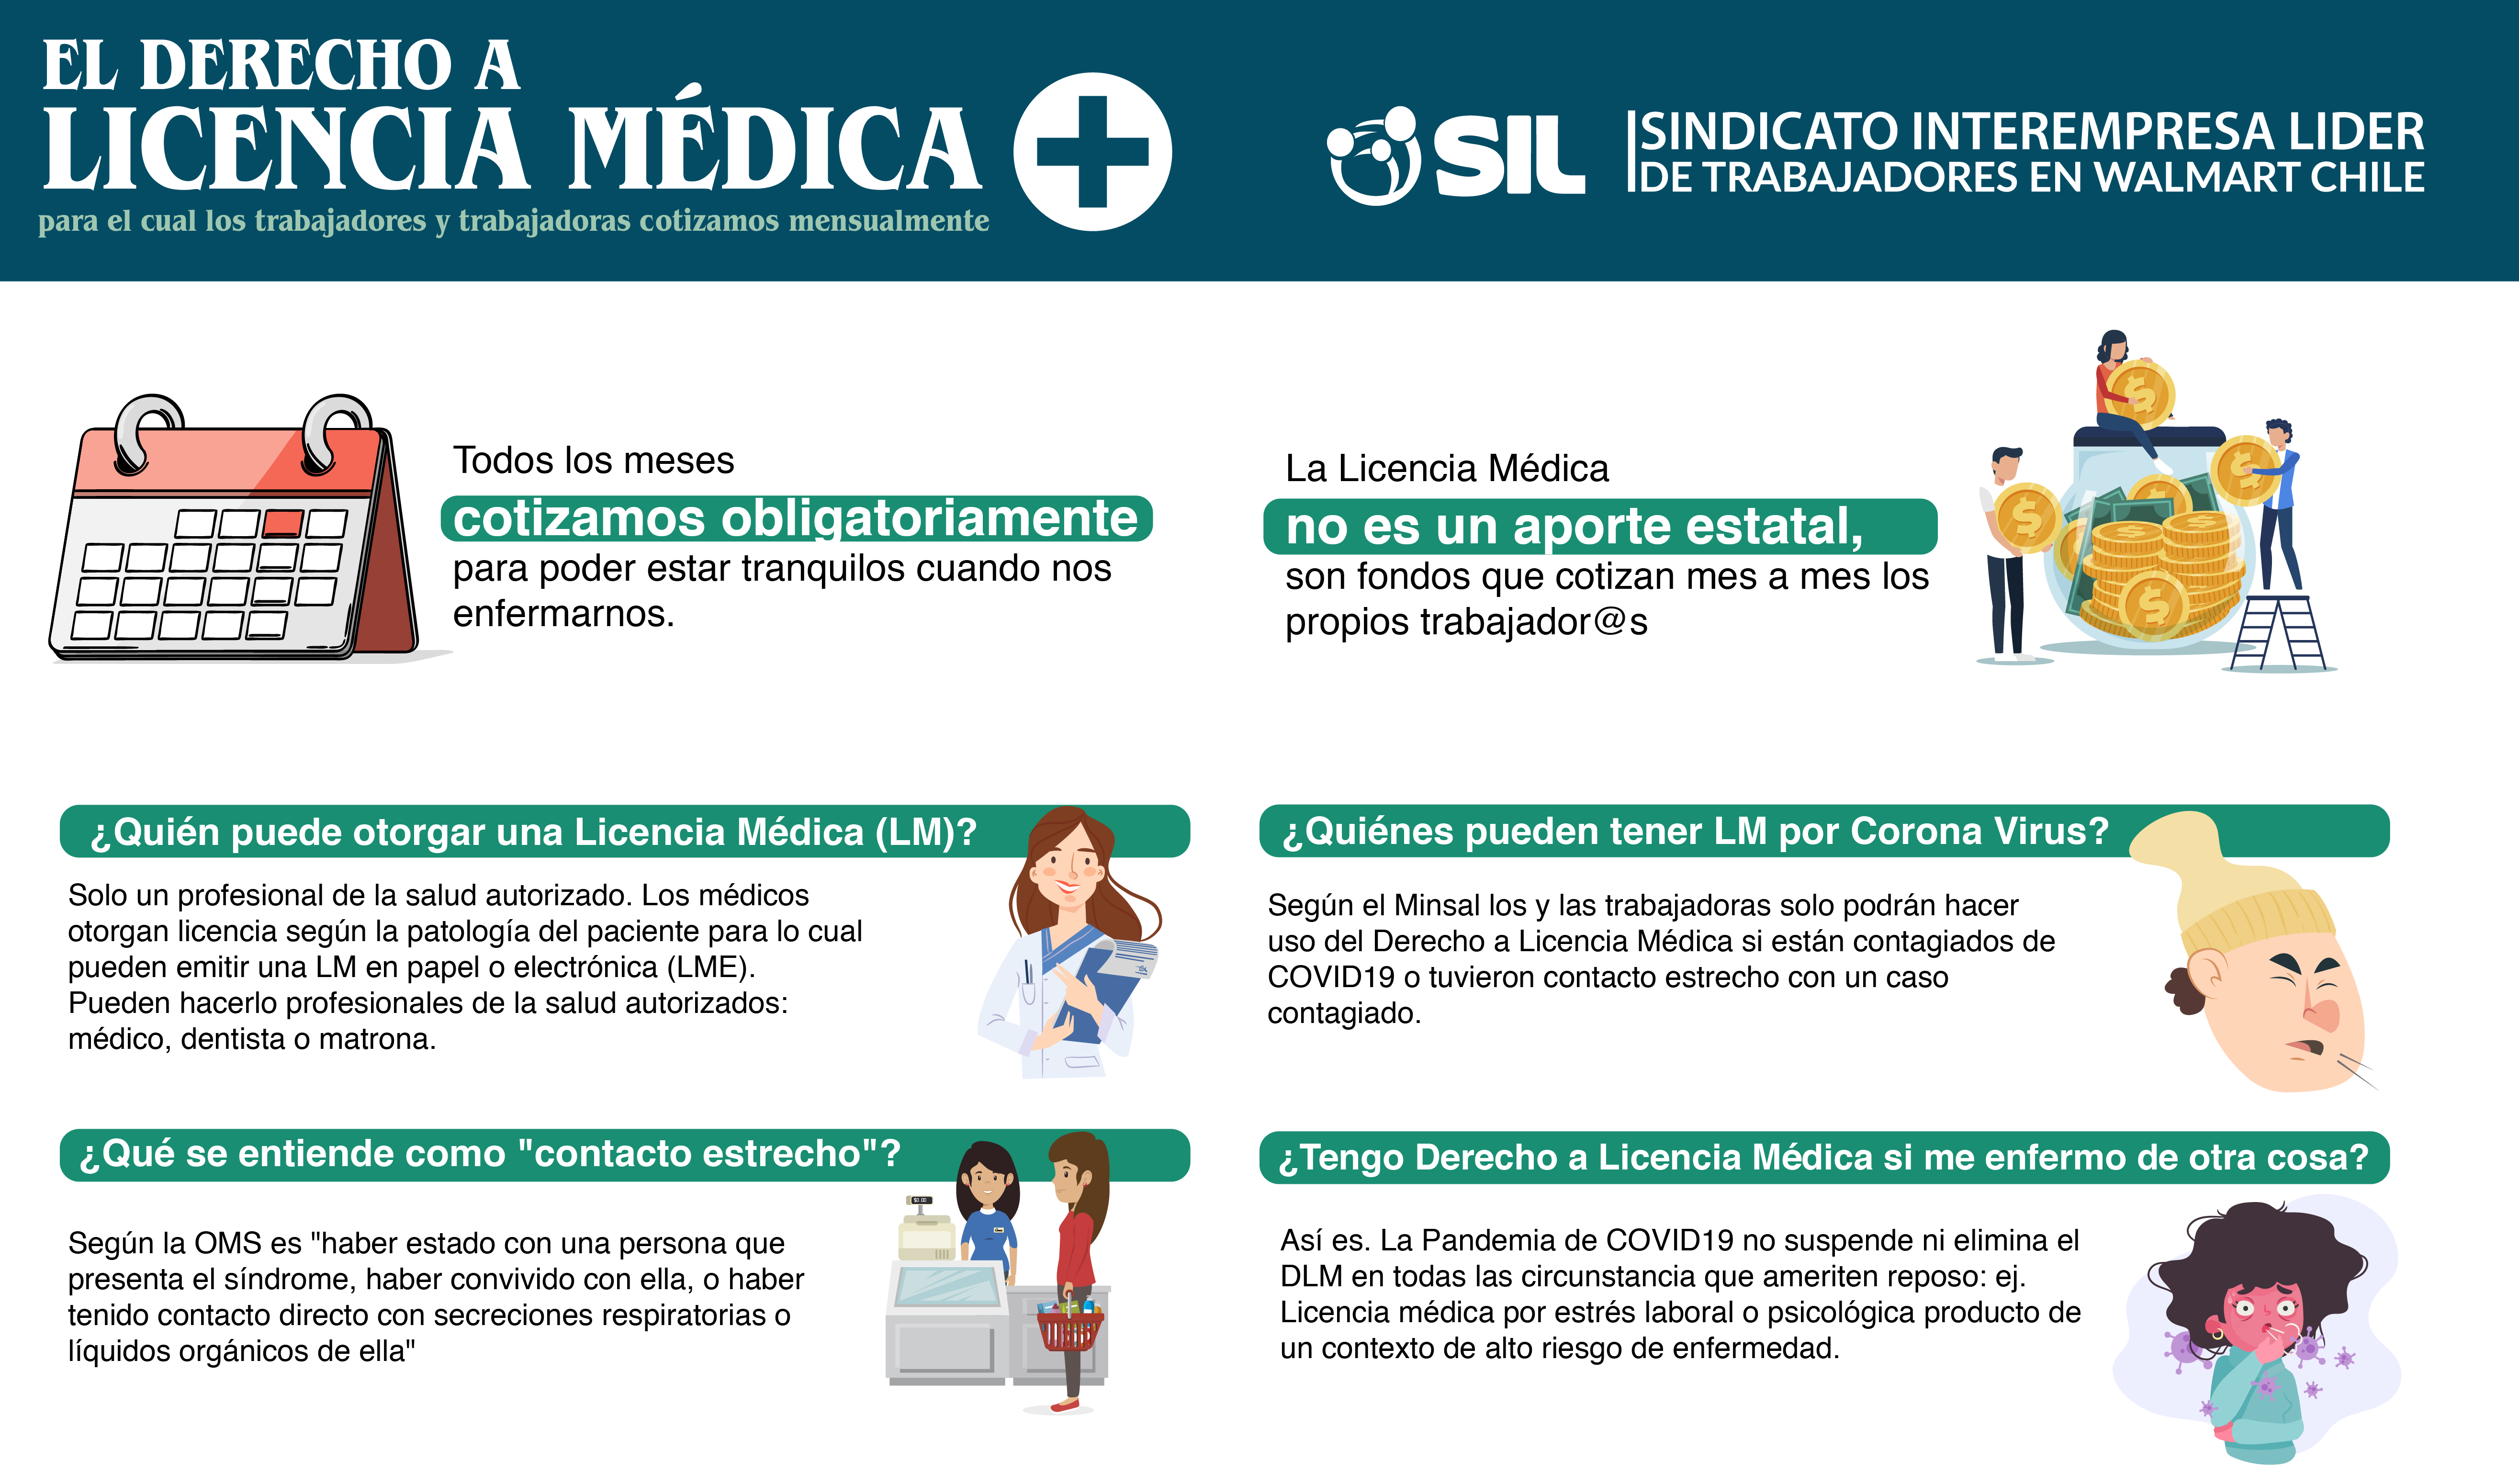 EL DERECHO A
LICENCIA MÉDICA
para el cual los trabajadores y trabajadoras cotizamos mensualmente
SIL
SINDICATO INTEREMPRESA LIDER
DE TRABAJADORES EN WALMART CHILE
Todos los meses
cotizamos obligatoriamente
para poder estar tranquilos cuando nos
enfermarnos.
La Licencia Médica
no es un aporte estatal,
son fondos que cotizan mes a mes los
propios trabajador@s
¿Quién puede otorgar una Licencia Médica (LM)?
Solo un profesional de la salud autorizado. Los médicos
otorgan licencia según la patología del paciente para lo cual
pueden emitir una LM en papel o electrónica (LME).
Pueden hacerlo profesionales de la salud autorizados:
médico, dentista o matrona.
¿Quiénes pueden tener LM por Corona Virus?
Según el Minsal los y las trabajadoras solo podrán hacer
uso del Derecho a Licencia Médica si están contagiados de
COVID19 o tuvieron contacto estrecho con un caso
contagiado.
¿Qué se entiende como "contacto estrecho"?
Según la OMS es "haber estado con una persona que
presenta el síndrome, haber convivido con ella, o haber
tenido contacto directo con secreciones respiratorias o
líquidos orgánicos de ella"
$0.00
¿Tengo Derecho a Licencia Médica si me enfermo de otra cosa?
Así es. La Pandemia de COVID19 no suspende ni elimina el
DLM en todas las circunstancia que ameriten reposo: ej.
Licencia médica por estrés laboral o psicológica producto de
un contexto de alto riesgo de enfermedad.